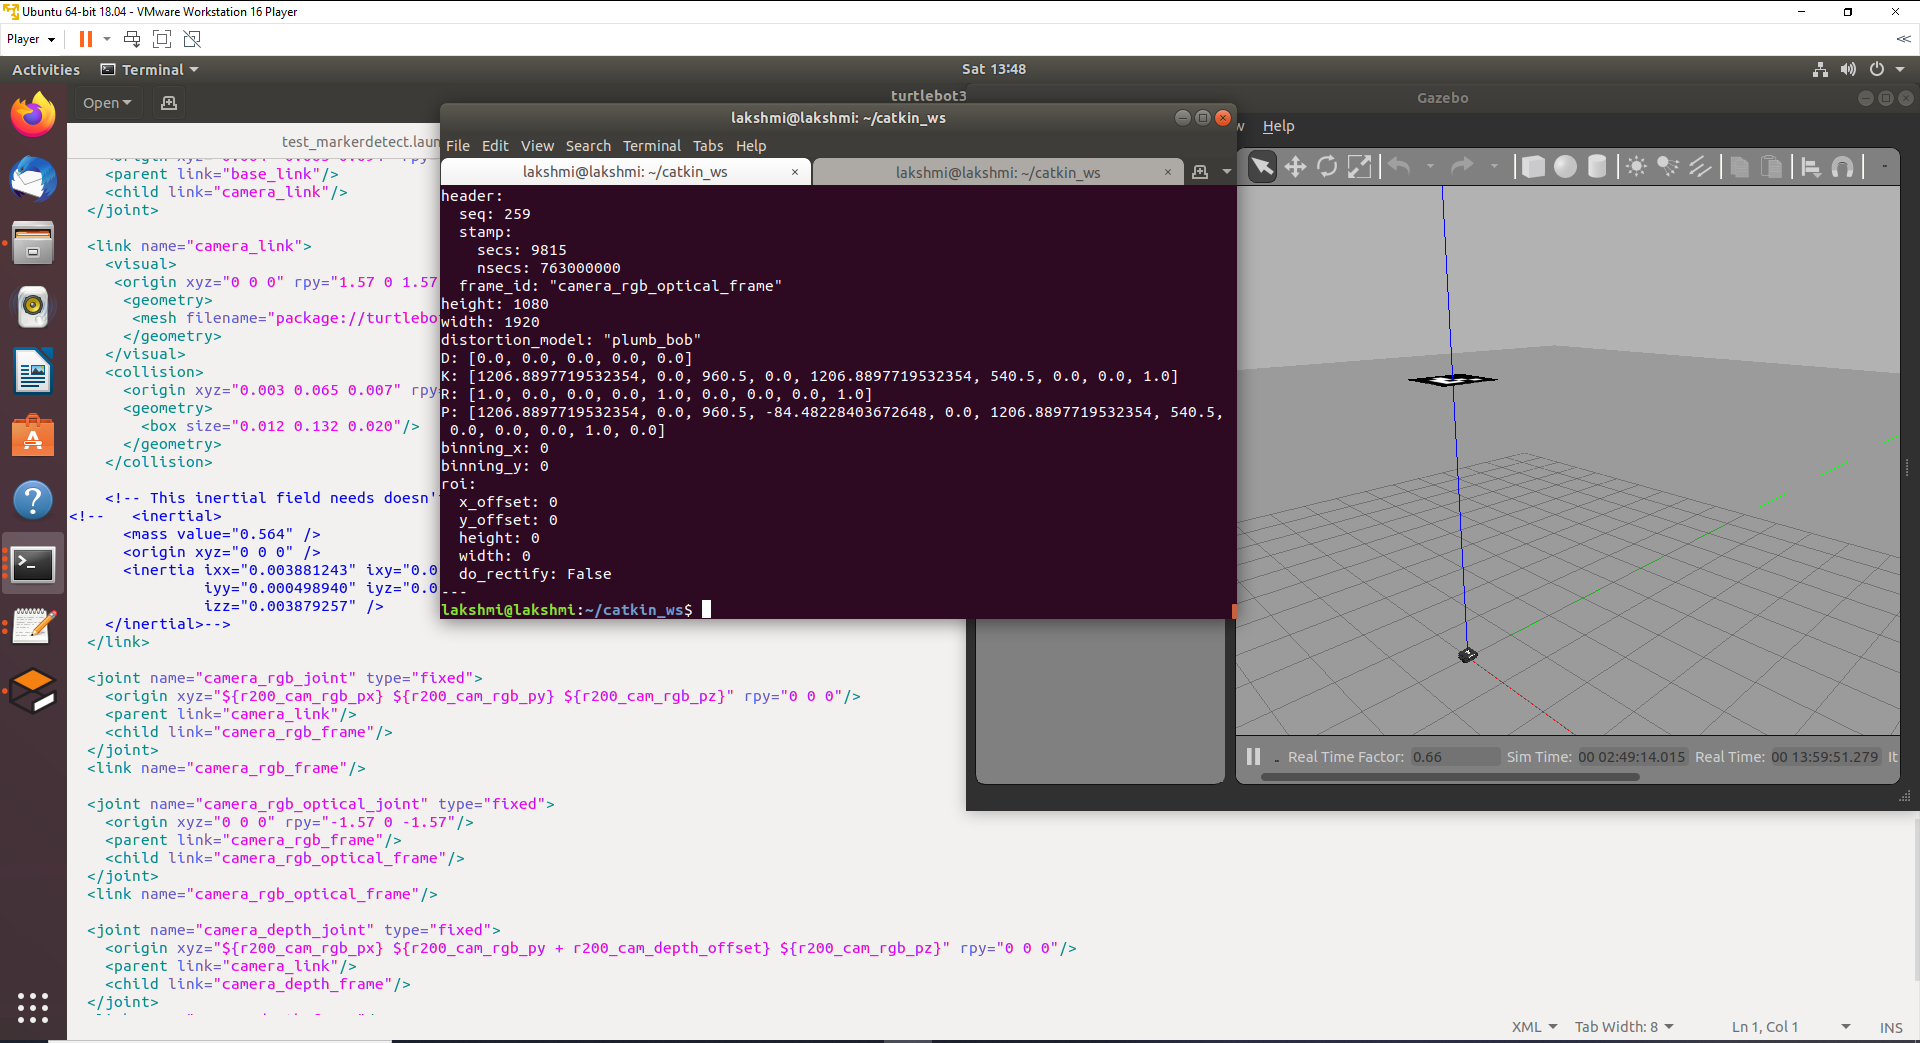 Ubuntu 64-bit 18.04 - VMware Workstation 16 Player
Player
Activities
Terminal
Sat 13:48
Open
turtlebot3
Gazebo
test_markerdetect.laun
<parent link="base_link"/>
<child link="camera_link"/>
</joint>
<link name="camera_link">
<visual>
<origin xyz="0 0 0" rpy="1.57 0 1.57
<geometry>
<mesh filename="package://turtlebo
</geometry>
</visual>
<collision>
<origin xyz="0.003 0.065 0.007" rp
<geometry>
<box size="0.012 0.132 0.020"/>
</geometry>
</collision>
<!-- This inertial field needs doesn'
<!-- <inertial>
<mass value="0.564" />
<origin xyz="0 0 0" />
<inertia ixx="0.003881243" ixy="0.0
iyy="0.000498940" iyz="0.0
izz="0.003879257" />
</inertial>-->
</link>
<joint name="camera_rgb_joint" type="fixed">
<origin xyz="${r200_cam_rgb_px} ${r200_cam_rgb_py} ${r200_cam_rgb_pz}" rpy="0 0 0"/>
<parent link="camera_link"/>
<child link="camera_rgb_frame"/>
</joint>
<link name="camera_rgb_frame"/>
<joint name="camera_rgb_optical_joint" type="fixed">
<origin xyz="0 0 0" rpy="-1.57 0 -1.57"/>
<parent link="camera_rgb_frame"/>
<child link="camera_rgb_optical_frame"/>
</joint>
<link name="camera_rgb_optical_frame"/>
<joint name="camera_depth_joint" type="fixed">
<origin xyz="${r200_cam_rgb_px} ${r200_cam_rgb_py + r200_cam_depth_offset} ${r200_cam_rgb_pz}" rpy="0 0 0"/>
<parent link="camera_link"/>
<child link="camera_depth_frame"/>
</joint>
lakshmi@lakshmi: ~/catkin_ws
File Edit View Search Terminal Tabs Help
lakshmi@lakshmi: ~/catkin_ws
lakshmi@lakshmi: ~/catkin_ws
header:
seq: 259
stamp:
secs: 9815
nsecs: 763000000
frame_id: "camera_rgb_optical_frame"
height: 1080
width: 1920
distortion_model: "plumb_bob"
D: [0.0, 0.0, 0.0, 0.0, 0.0]
K: [1206.8897719532354, 0.0, 960.5, 0.0, 1206.8897719532354, 540.5, 0.0, 0.0, 1.0]
R: [1.0, 0.0, 0.0, 0.0, 1.0, 0.0, 0.0, 0.0, 1.0]
P: [1206.8897719532354, 0.0, 960.5, -84.48228403672648, 0.0, 1206.8897719532354, 540.5,
0.0, 0.0, 0.0, 1.0, 0.0]
binning_x: 0
binning_y: 0
roi:
x_offset: 0
y_offset: 0
height: 0
width: 0
do_rectify: False
---
lakshmi@lakshmi:~/catkin_ws$
w Help
Real Time Factor: 0.66 Sim Time: 00 02:49:14.015 Real Time: 00 13:59:51.279 It
XML Tab Width: 8 Ln 1, Col 1 INS